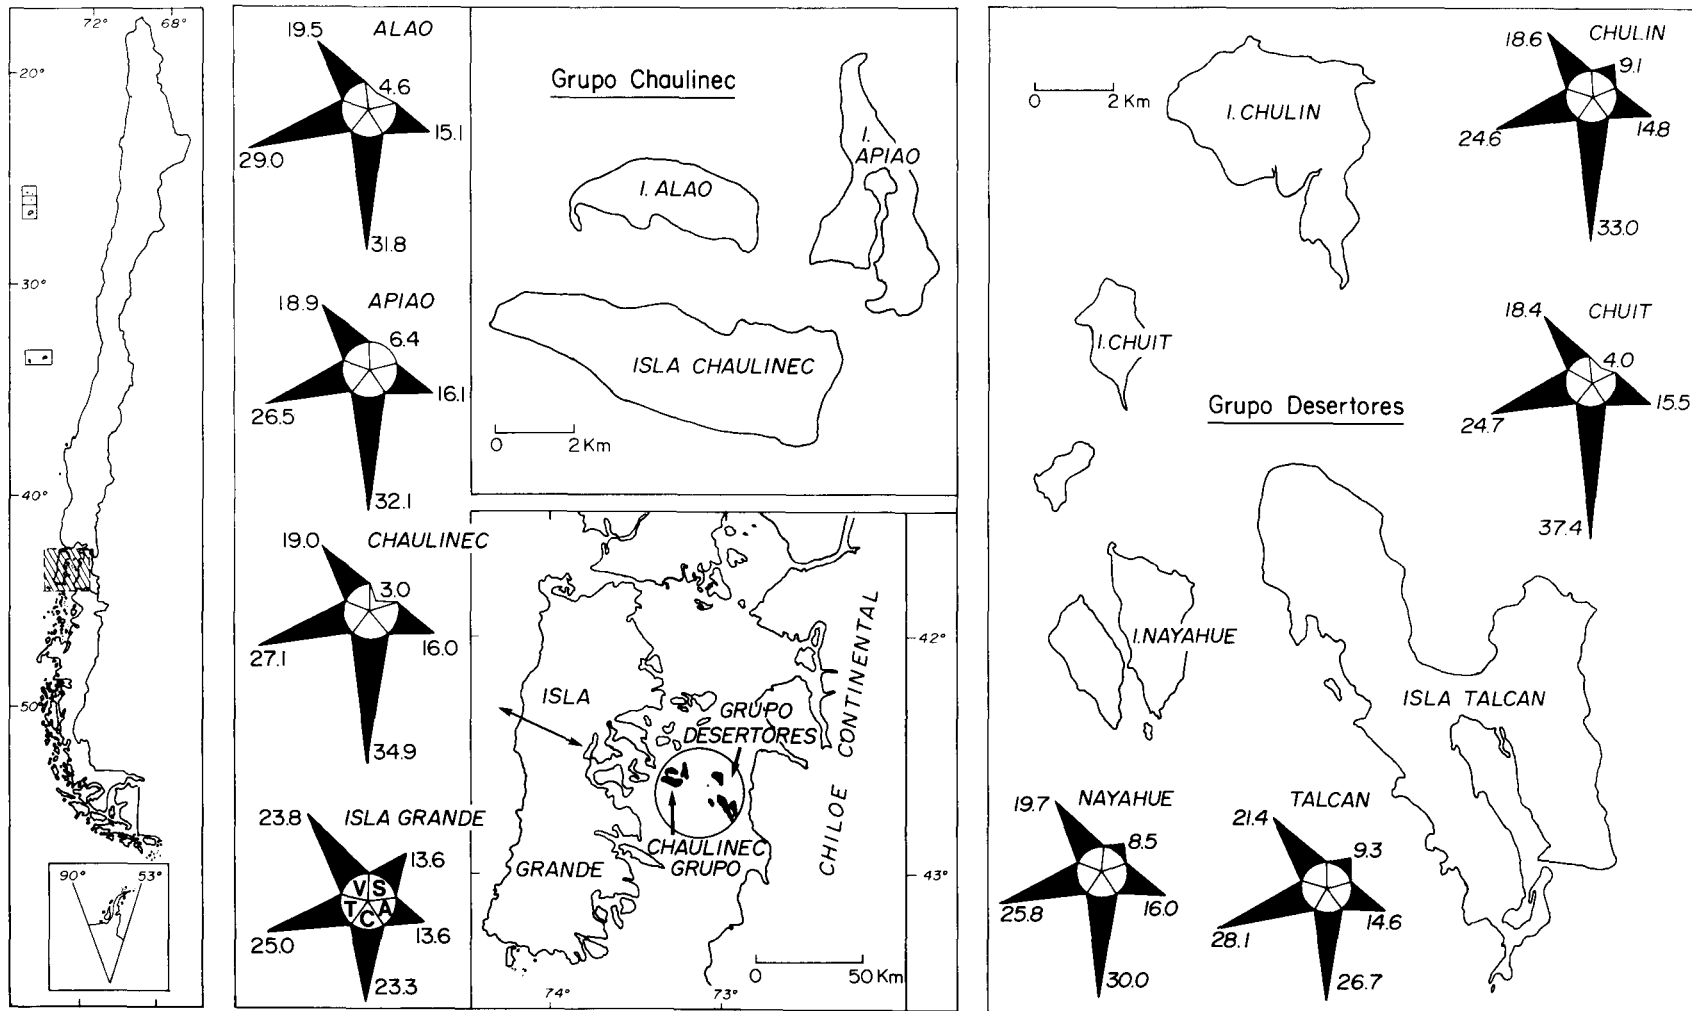 72° 68°
20°
30°
40°
50°
90° 53°
19.5 ALAO
4.6
15.1
29.0
31.8
18.9 APIAO
6.4
16.1
26.5
32.1
19.0 CHAULINEC
3.0
16.0
27.1
34.9
23.8 ISLA GRANDE
13.6
V S
T A
C
13.6
25.0
23.3
Grupo Chaulinec
I. ALAO
I.
APIAO
ISLA CHAULINEC
0 2 Km
ISLA
GRANDE
GRUPO
DESERTORES
CHAULINEC
GRUPO
CHILOE CONTINENTAL
42°
43°
0 50 Km
74° 73°
0 2 Km
I. CHULIN
I. CHUIT
Grupo Desertores
I. NAYAHUE
ISLA TALCAN
18.6 CHULIN
9.1
14.8
24.6
33.0
18.4 CHUIT
4.0
15.5
24.7
37.4
19.7 NAYAHUE
8.5
16.0
25.8
30.0
21.4 TALCAN
9.3
14.6
28.1
26.7